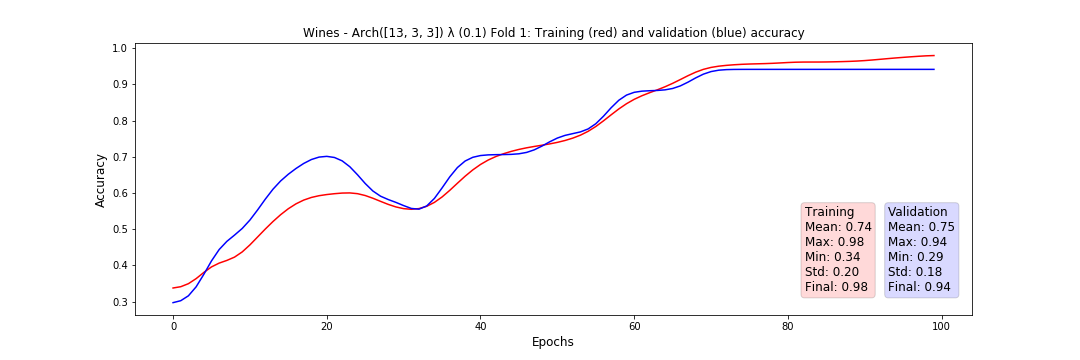 Wines - Arch([13, 3, 3]) λ (0.1) Fold 1: Training (red) and validation (blue) accuracy
Accuracy
1.0
0.9
0.8
0.7
0.6
0.5
0.4
0.3
Training
Mean: 0.74
Max: 0.98
Min: 0.34
Std: 0.20
Final: 0.98
Validation
Mean: 0.75
Max: 0.94
Min: 0.29
Std: 0.18
Final: 0.94
0 20 40 60 80 100
Epochs